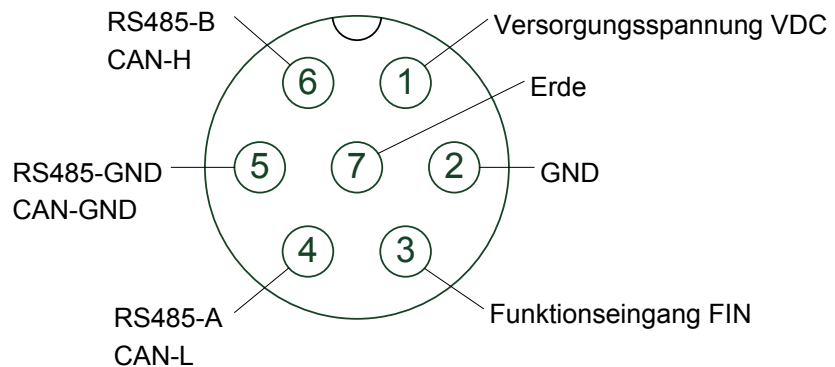 RS485-B
CAN-H
Versorgungsspannung VDC
6
1
Erde
RS485-GND
CAN-GND
5
7
2
GND
4
3
RS485-A
CAN-L
Funktionseingang FIN